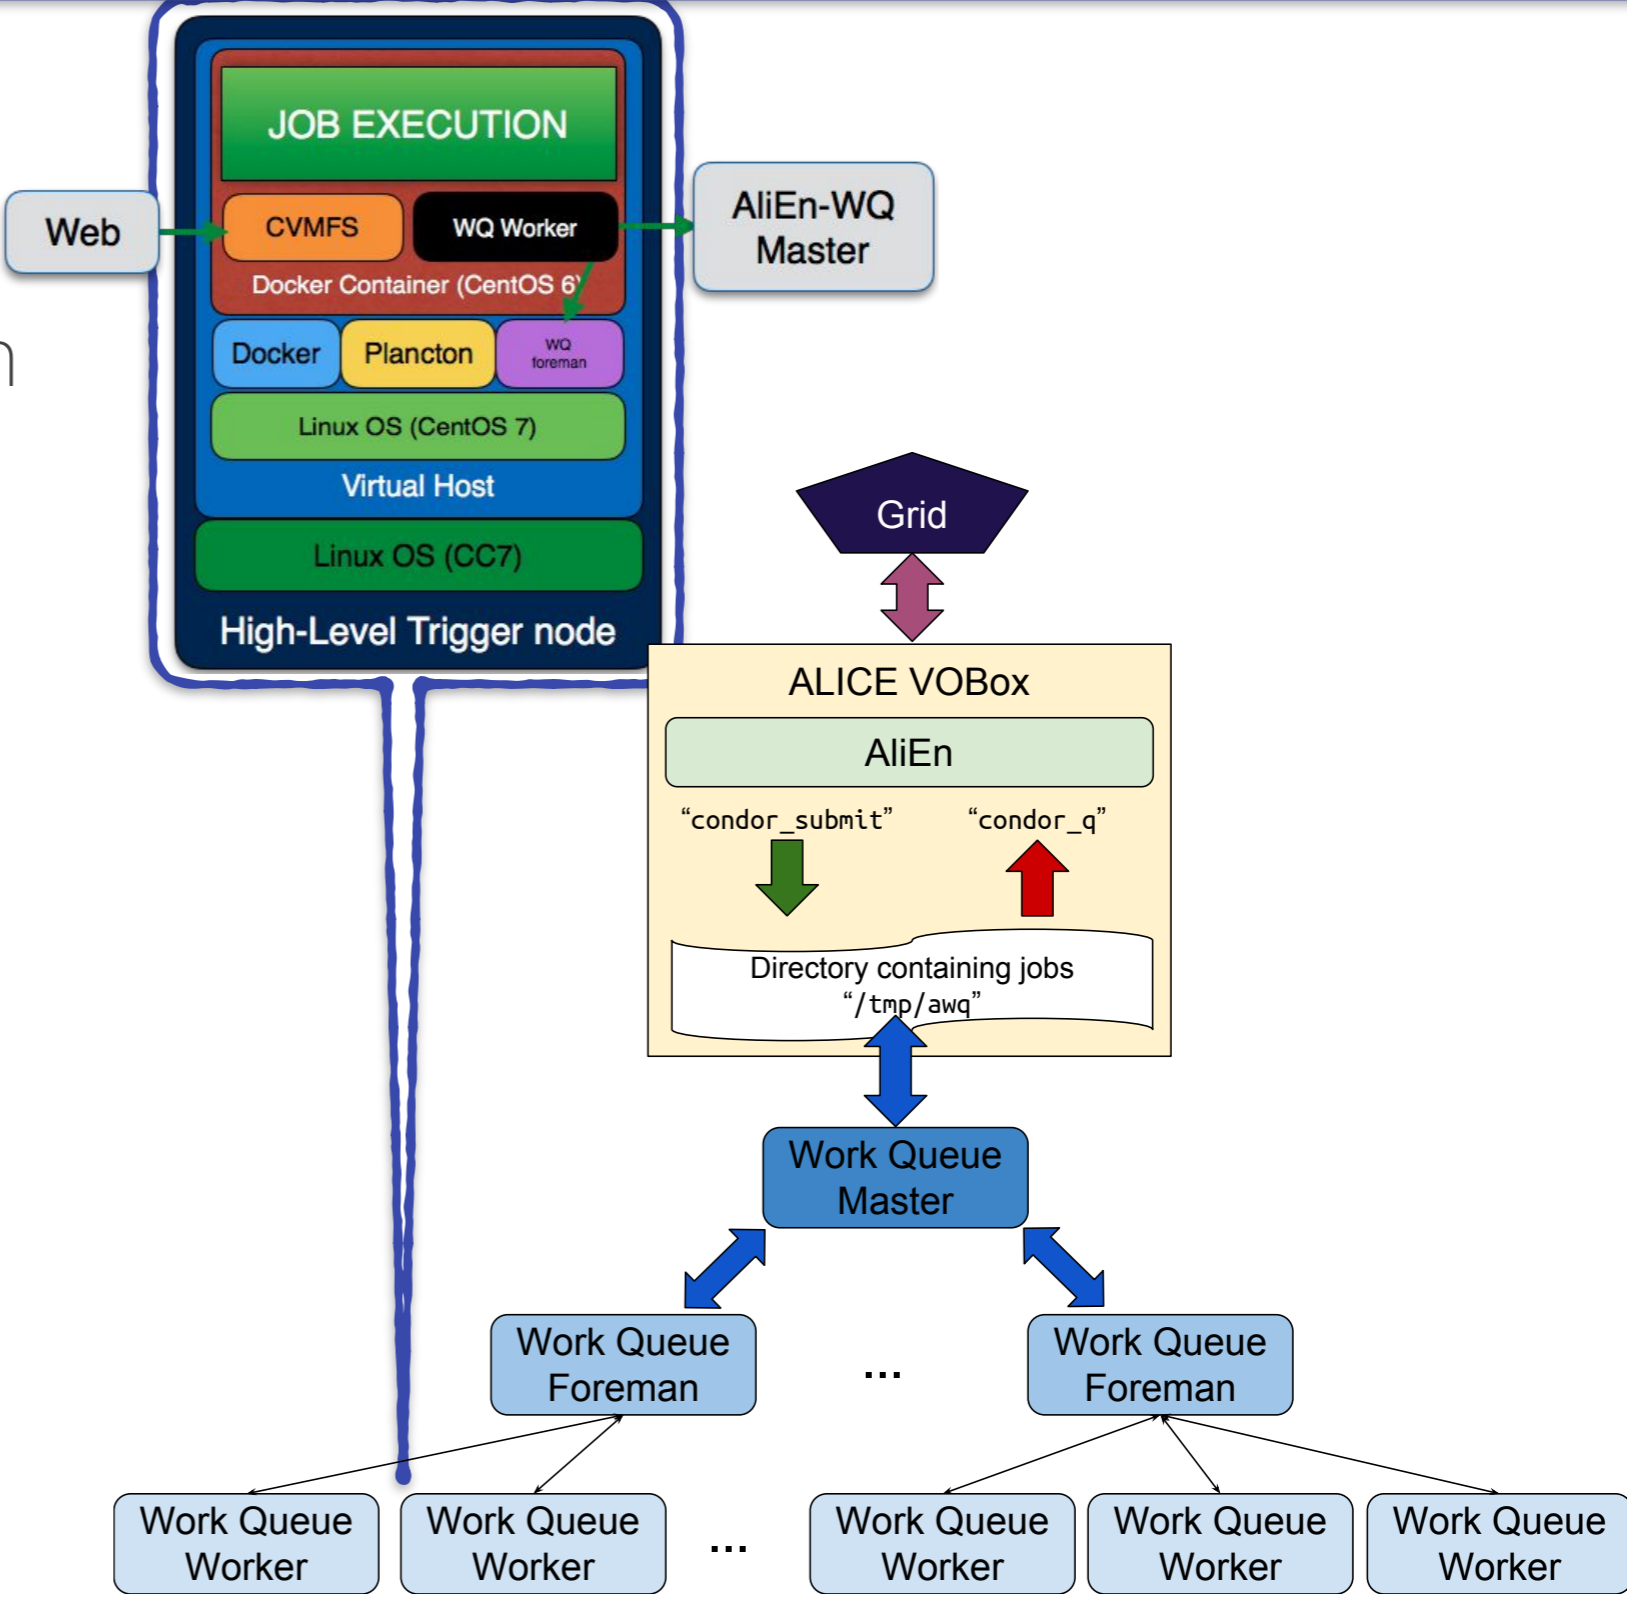 JOB EXECUTION
Web
CVMFS
WQ Worker
AliEn-WQ
Master
Docker Container (CentOS 6)
n
Docker
Plancton
WQ
foreman
Linux OS (CentOS 7)
Virtual Host
Linux OS (CC7)
High-Level Trigger node
Grid
ALICE VOBox
AliEn
“condor_submit”
“condor_q”
Directory containing jobs
“/tmp/awq”
Work Queue
Master
Work Queue
Foreman
...
Work Queue
Foreman
Work Queue
Worker
Work Queue
Worker
...
Work Queue
Worker
Work Queue
Worker
Work Queue
Worker